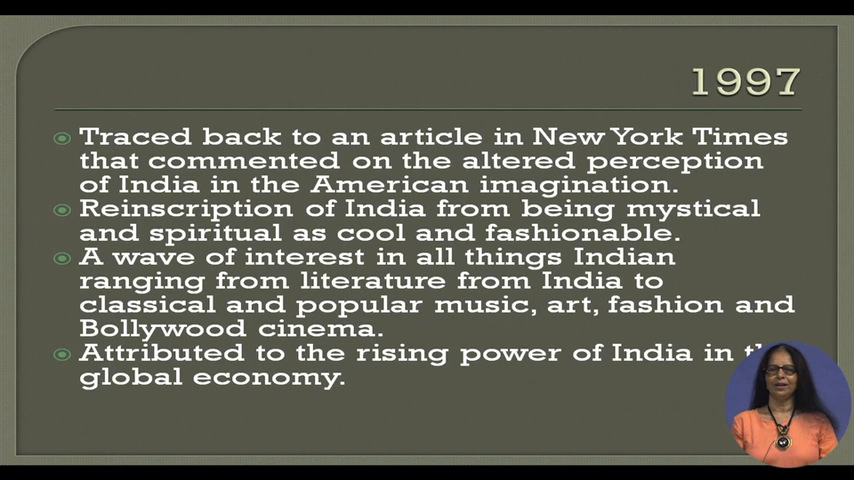 1997
Traced back to an article in New York Times
that commented on the altered perception
of India in the American imagination.
Reinscription of India from being mystical
and spiritual as cool and fashionable.
A wave of interest in all things Indian
ranging from literature from India to
classical and popular music, art, fashion and
Bollywood cinema.
Attributed to the rising power of India in
global economy.